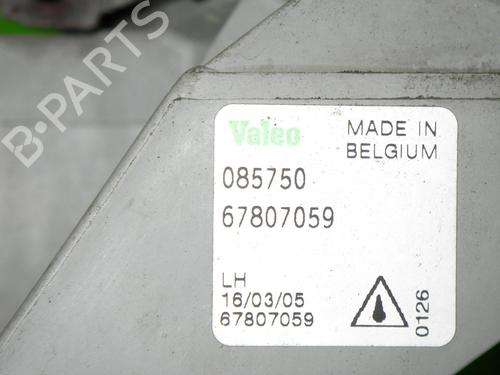 B-PARTS
Valeo
MADE IN
BELGIUM
085750
67807059
LH
16/03/05
67807059
0126